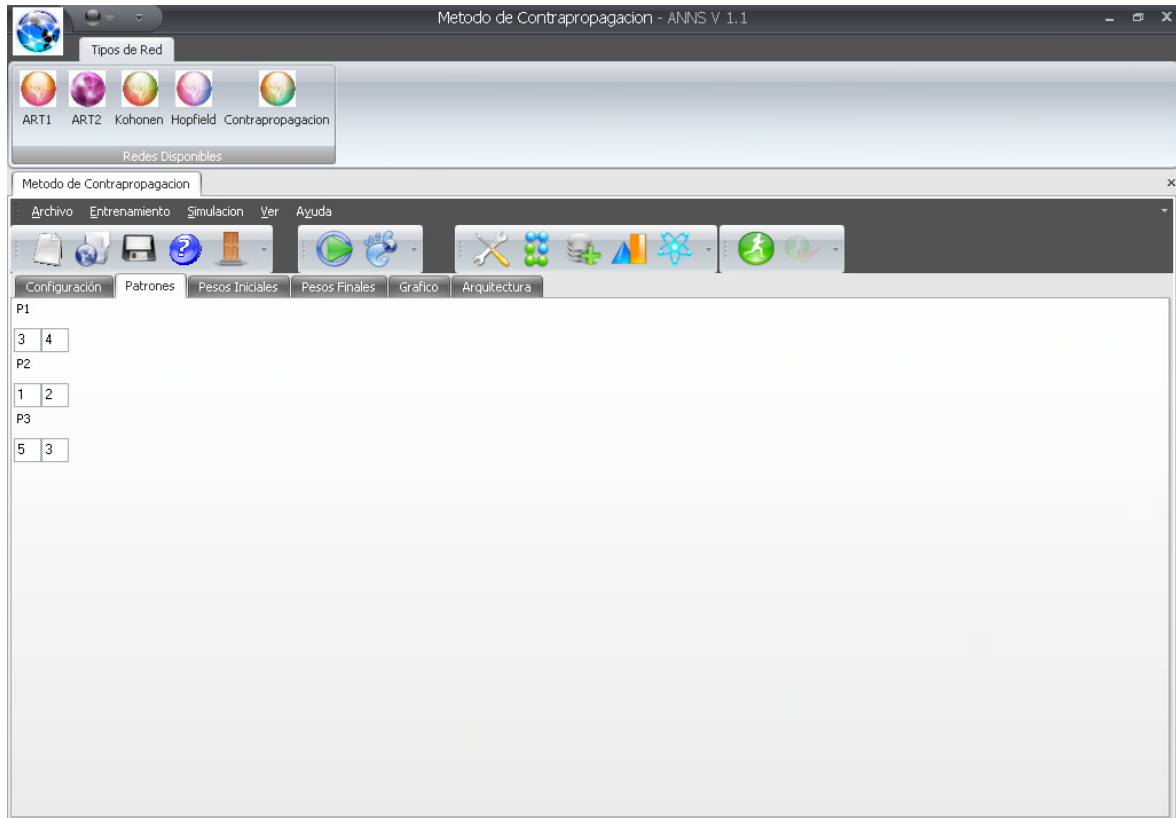 Metodo de Contrapropagacion - ANNS V 1.1
Tipos de Red
ART1 ART2 Kohonen Hopfield Contrapropagacion
Redes Disponibles
Metodo de Contrapropagacion
Archivo Entrenamiento Simulacion Ver Ayuda
Configuración Patrones Pesos Iniciales Pesos Finales Grafico Arquitectura
P1
3 4
P2
1 2
P3
5 3